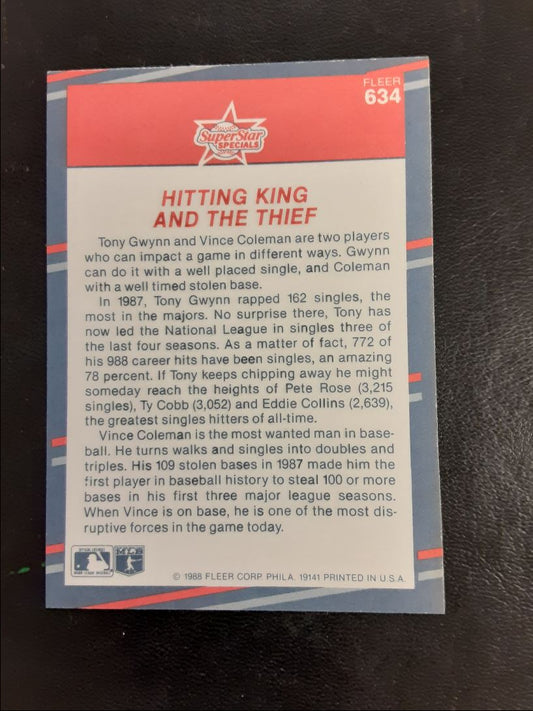 FLEER
634
SuperStar
SPECIALS
HITTING KING
AND THE THIEF
Tony Gwynn and Vince Coleman are two players
who can impact a game in different ways. Gwynn
can do it with a well placed single, and Coleman
with a well timed stolen base.
In 1987, Tony Gwynn rapped 162 singles, the
most in the majors. No surprise there, Tony has
now led the National League in singles three of
the last four seasons. As a matter of fact, 772 of
his 988 career hits have been singles, an amazing
78 percent. If Tony keeps chipping away he might
someday reach the heights of Pete Rose (3,215
singles), Ty Cobb (3,052) and Eddie Collins (2,639),
the greatest singles hitters of all-time.
Vince Coleman is the most wanted man in base-
ball. He turns walks and singles into doubles and
triples. His 109 stolen bases in 1987 made him the
first player in baseball history to steal 100 or more
bases in his first three major league seasons.
When Vince is on base, he is one of the most dis-
ruptive forces in the game today.
© 1988 FLEER CORP. PHILA. 19141 PRINTED IN U.S.A.